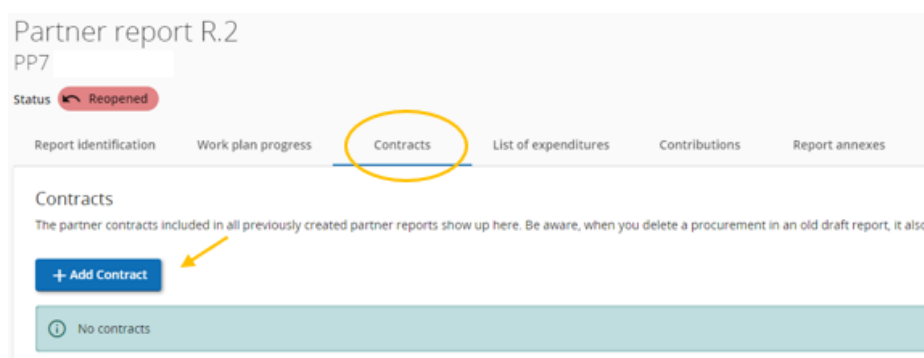 Partner report R.2
PP7
Status Reopened
Report identification Work plan progress Contracts List of expenditures Contributions Report annexes
Contracts
The partner contracts included in all previously created partner reports show up here. Be aware, when you delete a procurement in an old draft report, it also
+ Add Contract
No contracts